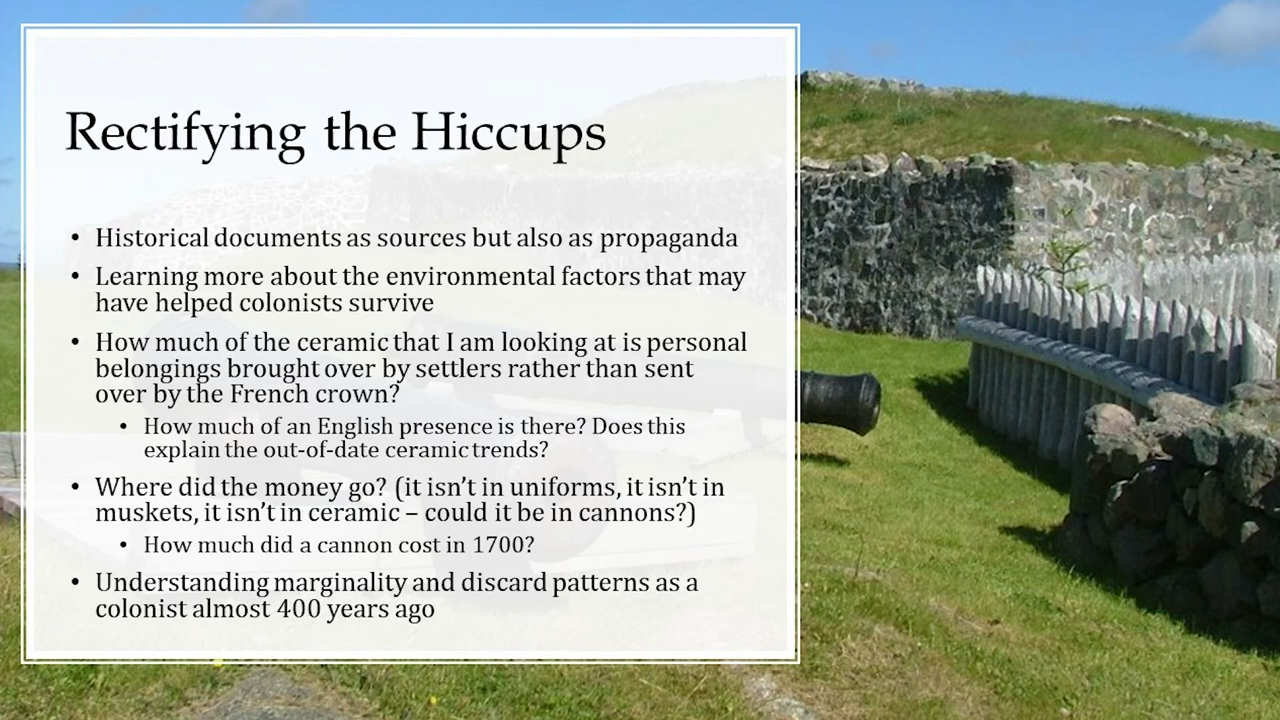 Rectifying the Hiccups
• Historical documents as sources but also as propaganda
• Learning more about the environmental factors that may
have helped colonists survive
• How much of the ceramic that I am looking at is personal
belongings brought over by settlers rather than sent
over by the French crown?
• How much of an English presence is there? Does this
explain the out-of-date ceramic trends?
• Where did the money go? (it isn’t in uniforms, it isn’t in
muskets, it isn’t in ceramic – could it be in cannons?)
• How much did a cannon cost in 1700?
• Understanding marginality and discard patterns as a
colonist almost 400 years ago